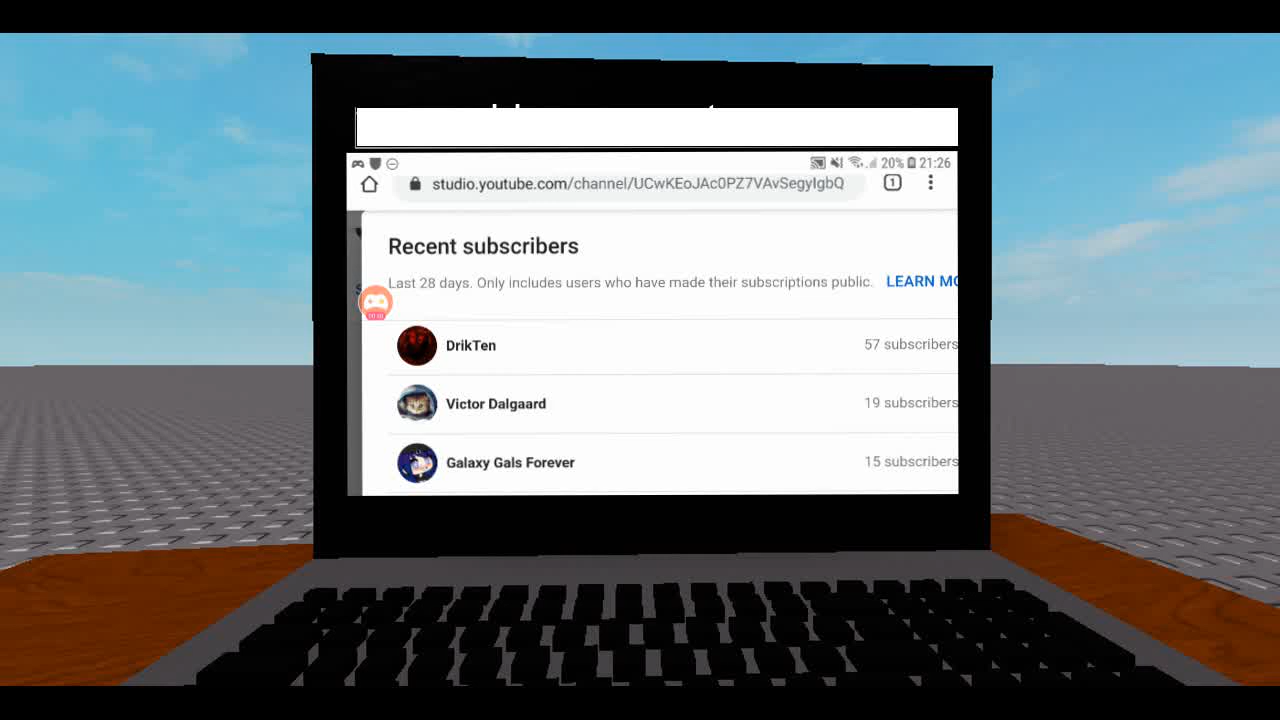 20% 21:26
studio.youtube.com/channel/UCwKEoJAc0PZ7VAvSegyIgbQ 1
Recent subscribers
Last 28 days. Only includes users who have made their subscriptions public. LEARN MO
DrikTen 57 subscribers
Victor Dalgaard 19 subscribers
Galaxy Gals Forever 15 subscribers